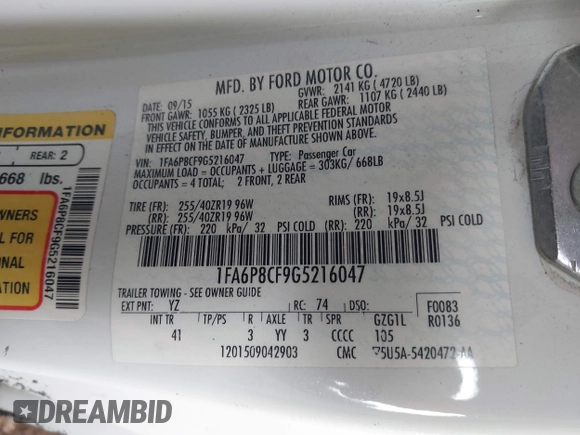 MFD. BY FORD MOTOR CO.
DATE: 09/15
GVWR: 2141 KG ( 4720 LB)
FRONT GAWR: 1055 KG ( 2325 LB)
REAR GAWR: 1107 KG ( 2440 LB)
THIS VEHICLE CONFORMS TO ALL APPLICABLE FEDERAL MOTOR
VEHICLE SAFETY, BUMPER, AND THEFT PREVENTION STANDARDS
IN EFFECT ON THE DATE OF MANUFACTURE SHOWN ABOVE.
VIN: 1FA6P8CF9G5216047 TYPE: Passenger Car
MAXIMUM LOAD = OCCUPANTS + LUGGAGE = 303KG/ 668LB
OCCUPANTS = 4 TOTAL; 2 FRONT, 2 REAR
TIRE (FR): 255/40ZR19 96W RIMS (FR): 19x8.5J
(RR): 255/40ZR19 96W (RR): 19x8.5J
PRESSURE (FR): 220 kPa/ 32 PSI COLD (RR): 220 kPa/ 32 PSI COLD
1FA6P8CF9G5216047
TRAILER TOWING - SEE OWNER GUIDE
EXT PNT: YZ RC: 74 DSO: F0083
INT TR TP/PS R AXLE TR SPR GZG1L R0136
41 3 YY 3 CCCC 105
1201509042903 CMC 5U5A-5420472-AA
INFORMATION
REAR: 2
668 lbs.
1FA6P8CF9G5216047
OWNERS
L FOR
ONAL
ATION
DREAMBID